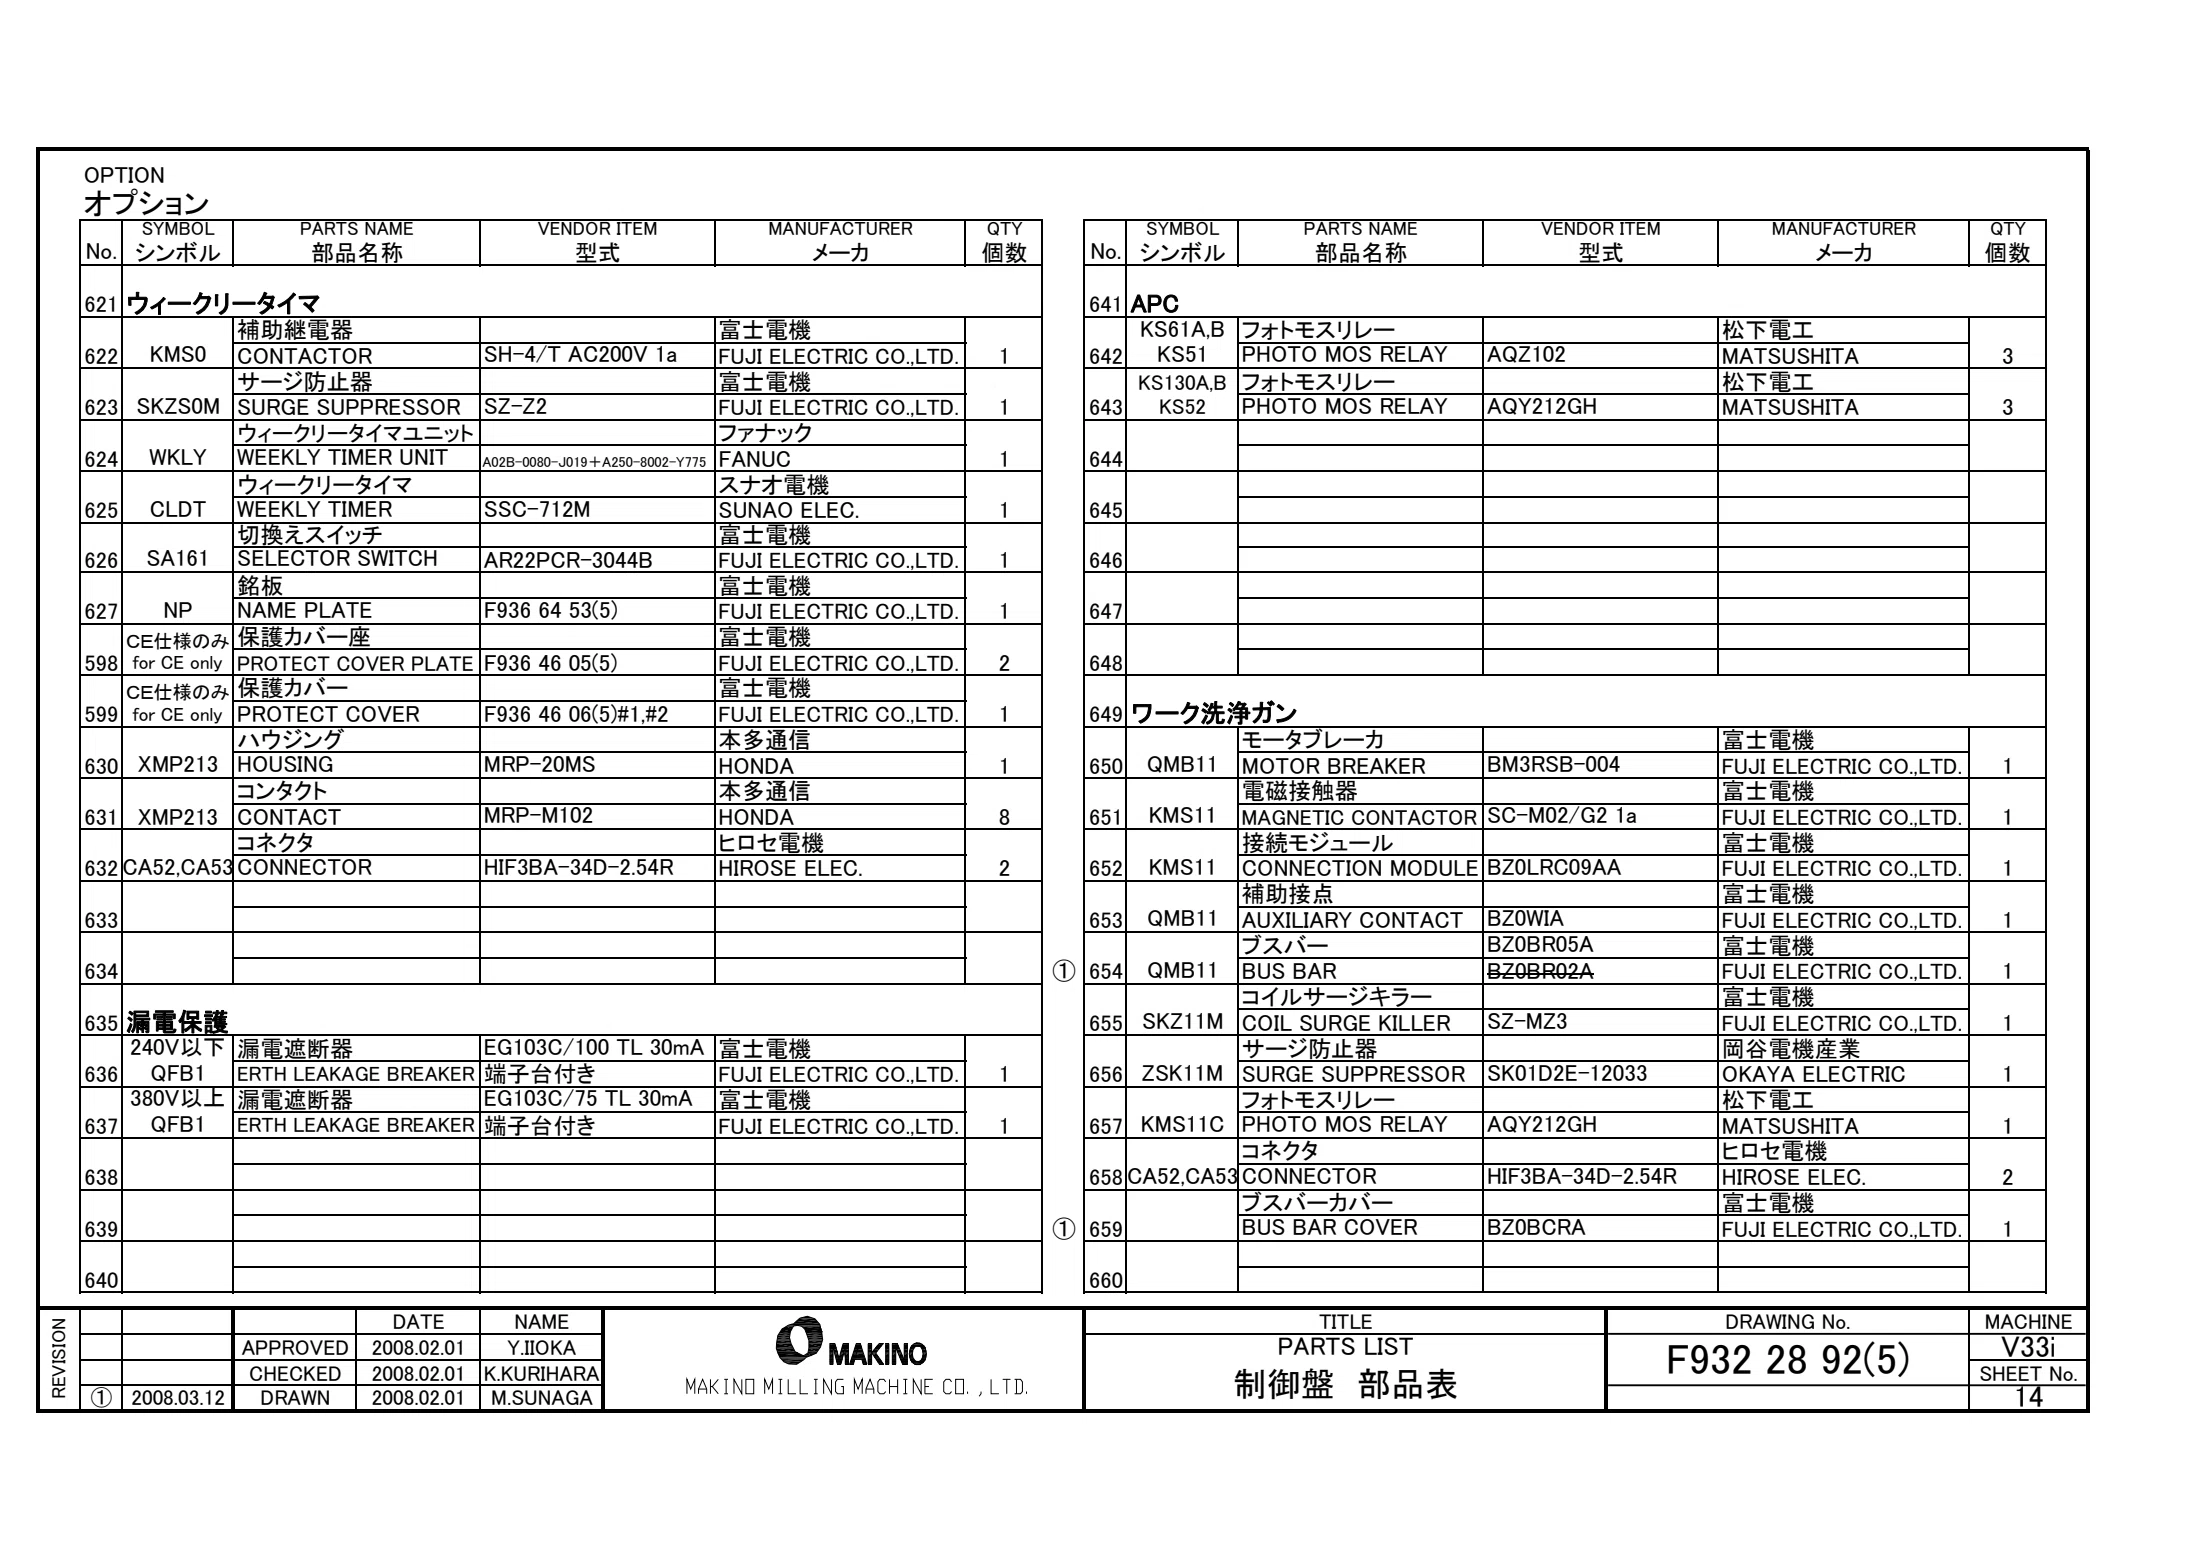 OPTION
オプション
No. SYMBOL PARTS NAME VENDOR ITEM MANUFACTURER QTY
シンボル 部品名称 型式 メーカ 個数
621 ウィークリータイマ
補助継電器 富士電機
622 KMS0 CONTACTOR SH-4/T AC200V 1a FUJI ELECTRIC CO.,LTD. 1
サージ防止器 富士電機
623 SKZS0M SURGE SUPPRESSOR SZ-Z2 FUJI ELECTRIC CO.,LTD. 1
ウィークリータイマユニット ファナック
624 WKLY WEEKLY TIMER UNIT A02B-0080-J019+A250-8002-Y775 FANUC 1
ウィークリータイマ スナオ電機
625 CLDT WEEKLY TIMER SSC-712M SUNAO ELEC. 1
切換えスイッチ 富士電機
626 SA161 SELECTOR SWITCH AR22PCR-3044B FUJI ELECTRIC CO.,LTD. 1
銘板 富士電機
627 NP NAME PLATE F936 64 53(5) FUJI ELECTRIC CO.,LTD. 1
CE仕様のみ 保護カバー座 富士電機
598 for CE only PROTECT COVER PLATE F936 46 05(5) FUJI ELECTRIC CO.,LTD. 2
CE仕様のみ 保護カバー 富士電機
599 for CE only PROTECT COVER F936 46 06(5)#1,#2 FUJI ELECTRIC CO.,LTD. 1
ハウジング 本多通信
630 XMP213 HOUSING MRP-20MS HONDA 1
コンタクト 本多通信
631 XMP213 CONTACT MRP-M102 HONDA 8
コネクタ ヒロセ電機
632 CA52,CA53 CONNECTOR HIF3BA-34D-2.54R HIROSE ELEC. 2
633
634
635 漏電保護
240V以下 漏電遮断器 EG103C/100 TL 30mA 富士電機
636 QFB1 ERTH LEAKAGE BREAKER 端子台付き FUJI ELECTRIC CO.,LTD. 1
380V以上 漏電遮断器 EG103C/75 TL 30mA 富士電機
637 QFB1 ERTH LEAKAGE BREAKER 端子台付き FUJI ELECTRIC CO.,LTD. 1
638
639
640
No. SYMBOL PARTS NAME VENDOR ITEM MANUFACTURER QTY
シンボル 部品名称 型式 メーカ 個数
641 APC
KS61A,B フォトモスリレー 松下電工
642 KS51 PHOTO MOS RELAY AQZ102 MATSUSHITA 3
KS130A,B フォトモスリレー 松下電工
643 KS52 PHOTO MOS RELAY AQY212GH MATSUSHITA 3
644
645
646
647
648
649 ワーク洗浄ガン
モータブレーカ 富士電機
650 QMB11 MOTOR BREAKER BM3RSB-004 FUJI ELECTRIC CO.,LTD. 1
電磁接触器 富士電機
651 KMS11 MAGNETIC CONTACTOR SC-M02/G2 1a FUJI ELECTRIC CO.,LTD. 1
接続モジュール 富士電機
652 KMS11 CONNECTION MODULE BZ0LRC09AA FUJI ELECTRIC CO.,LTD. 1
補助接点 富士電機
653 QMB11 AUXILIARY CONTACT BZ0WIA FUJI ELECTRIC CO.,LTD. 1
ブスバー BZ0BR05A 富士電機
① 654 QMB11 BUS BAR BZ0BR02A FUJI ELECTRIC CO.,LTD. 1
コイルサージキラー 富士電機
655 SKZ11M COIL SURGE KILLER SZ-MZ3 FUJI ELECTRIC CO.,LTD. 1
サージ防止器 岡谷電機産業
656 ZSK11M SURGE SUPPRESSOR SK01D2E-12033 OKAYA ELECTRIC 1
フォトモスリレー 松下電工
657 KMS11C PHOTO MOS RELAY AQY212GH MATSUSHITA 1
コネクタ ヒロセ電機
658 CA52,CA53 CONNECTOR HIF3BA-34D-2.54R HIROSE ELEC. 2
ブスバーカバー 富士電機
① 659 BUS BAR COVER BZ0BCRA FUJI ELECTRIC CO.,LTD. 1
660
REVISION
DATE NAME
APPROVED 2008.02.01 Y.IIOKA
CHECKED 2008.02.01 K.KURIHARA
① 2008.03.12 DRAWN 2008.02.01 M.SUNAGA
MAKINO
MAKINO MILLING MACHINE CO.,LTD.
TITLE
PARTS LIST
制御盤 部品表
DRAWING No.
F932 28 92(5)
MACHINE
V33i
SHEET No.
14